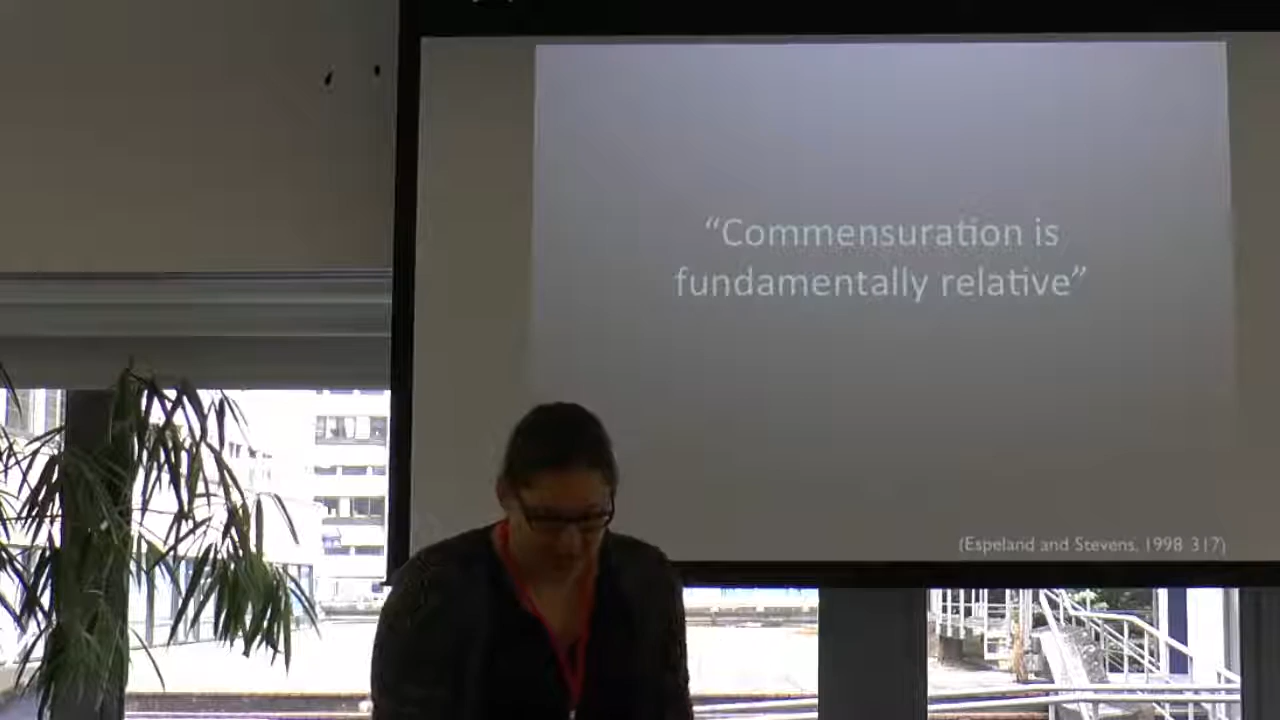 “Commensuration is
fundamentally relative”
(Espeland and Stevens, 1998 317)